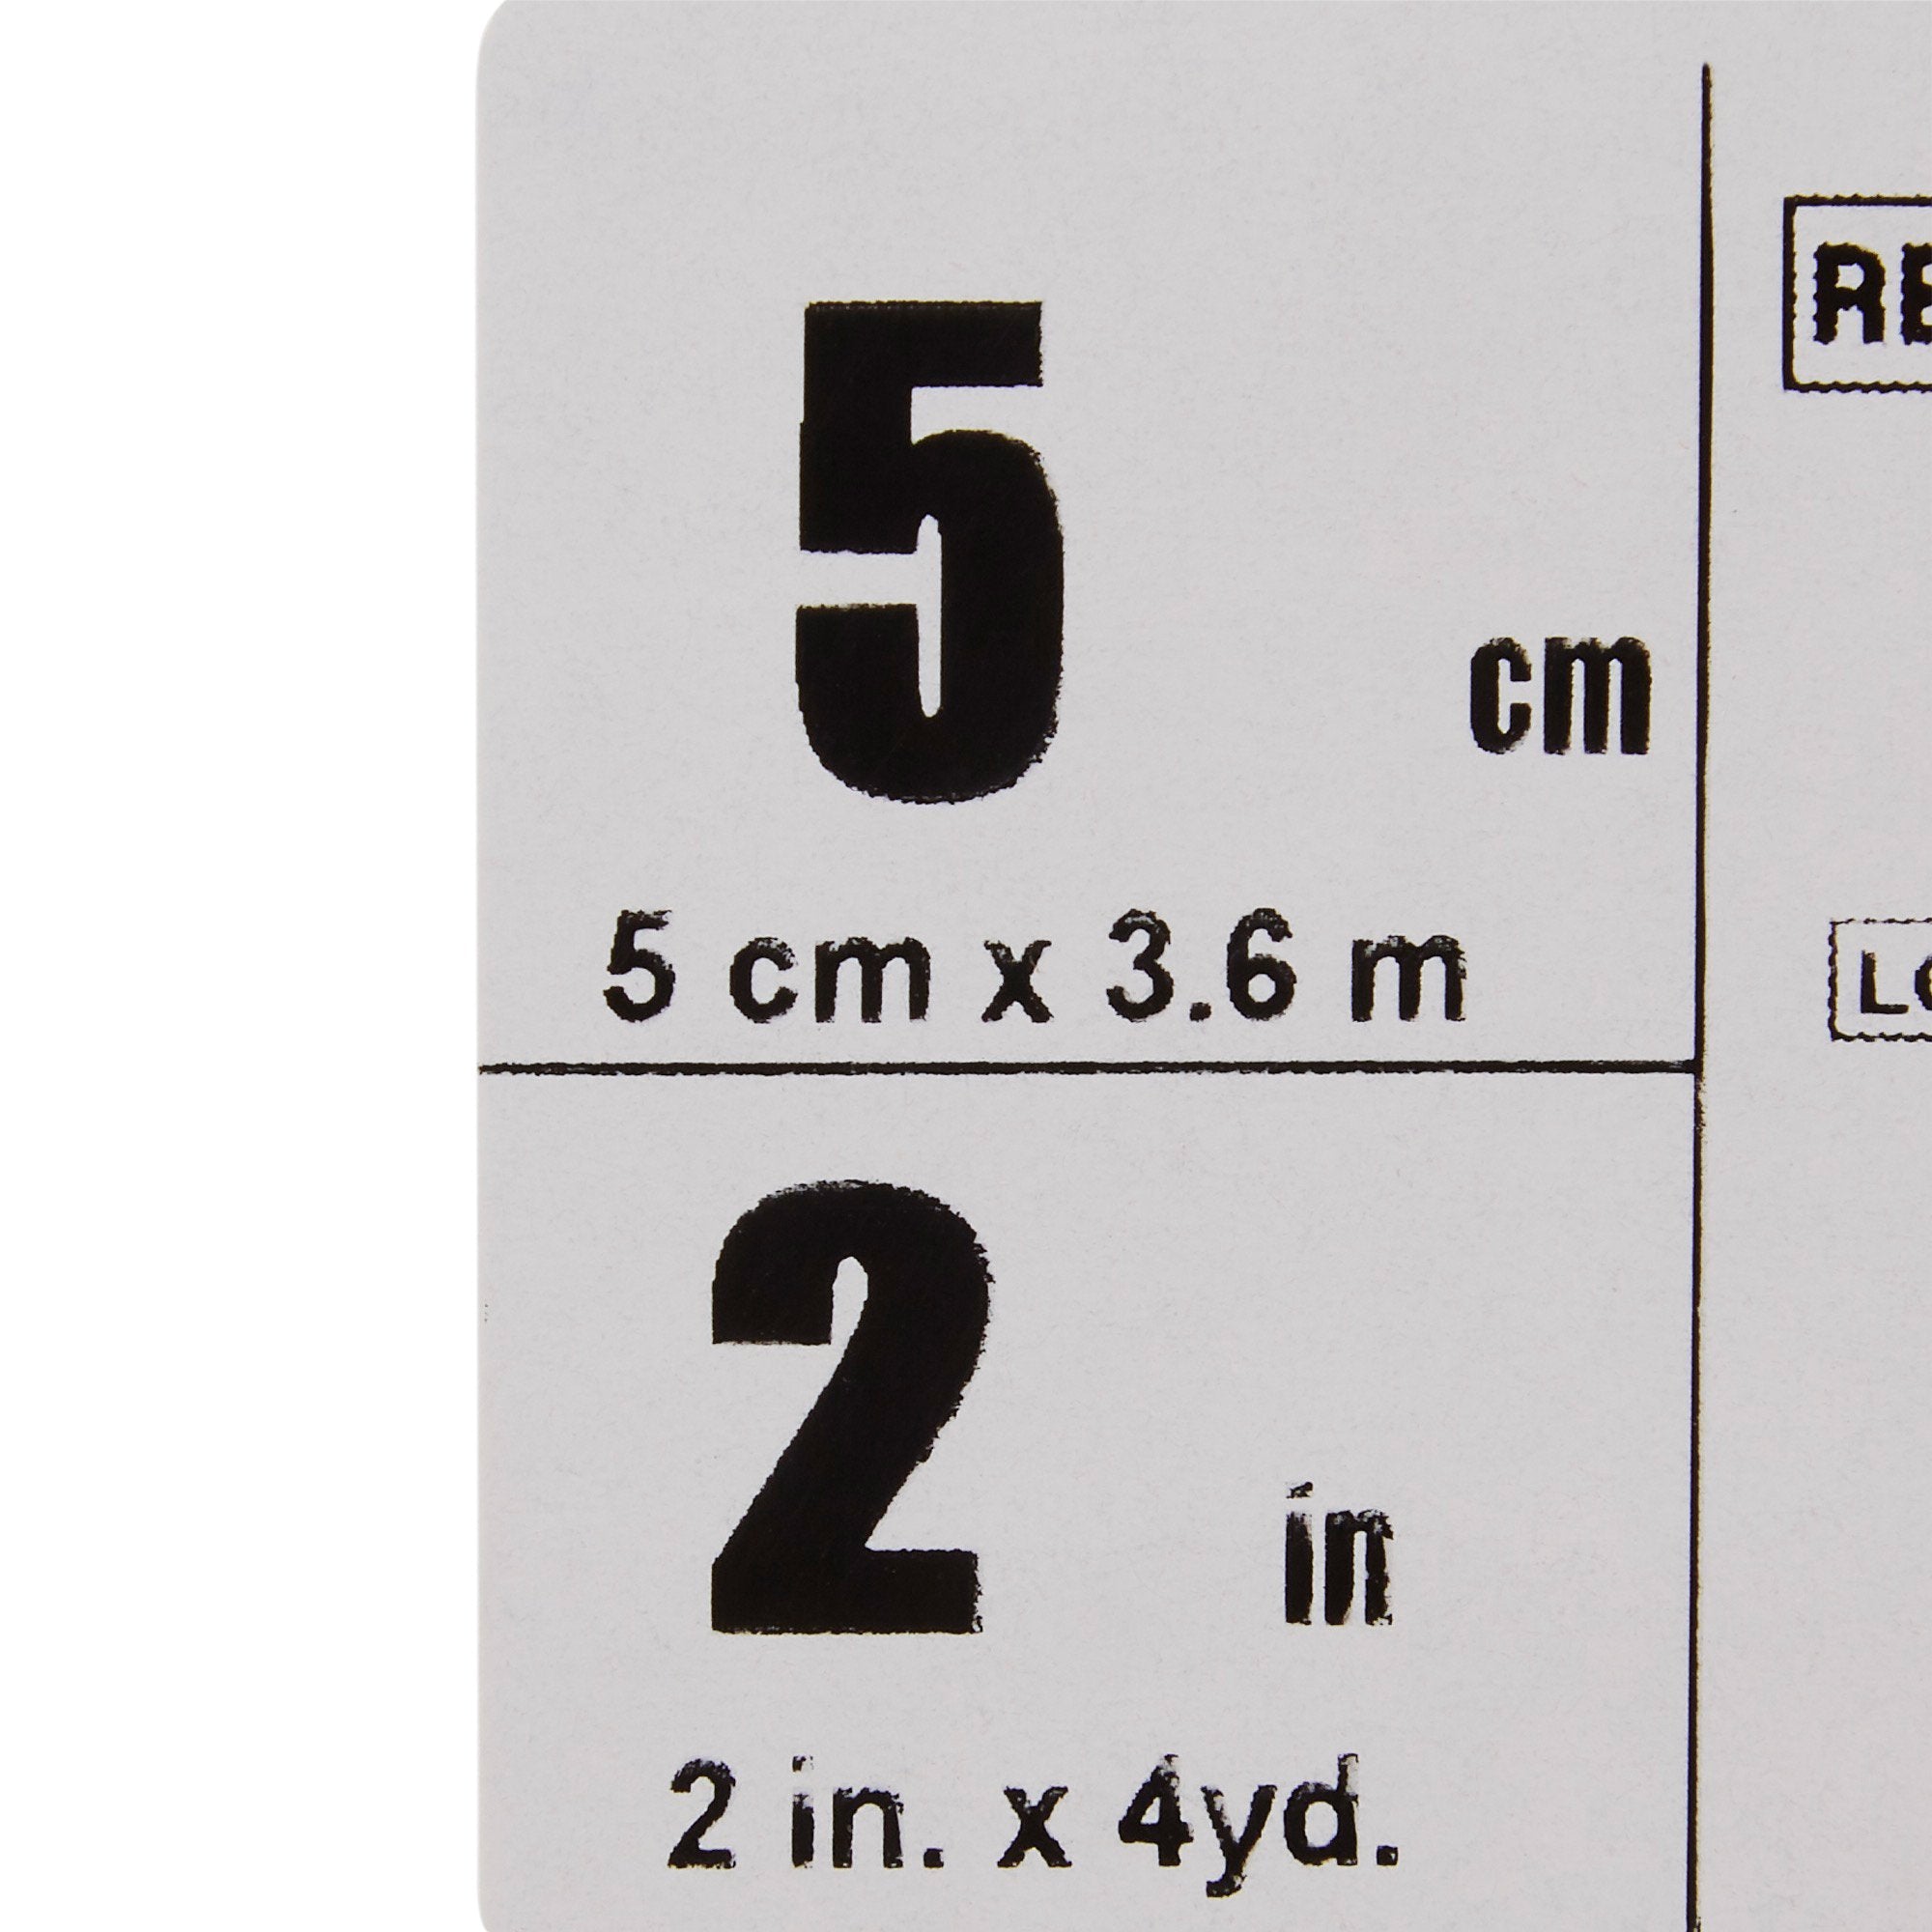 5 cm
5 cm x 3.6 m
2 in
2 in. x 4yd.